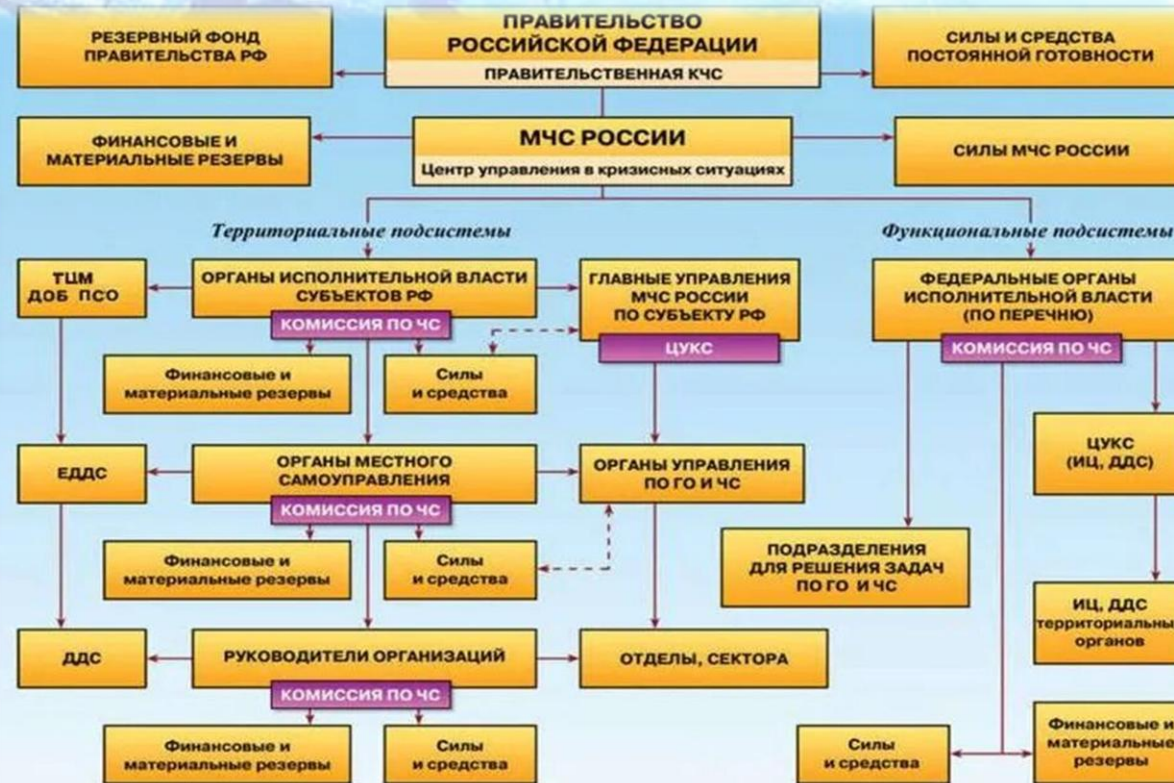 РЕЗЕРВНЫЙ ФОНД
ПРАВИТЕЛЬСТВА РФ
ПРАВИТЕЛЬСТВО
РОССИЙСКОЙ ФЕДЕРАЦИИ
ПРАВИТЕЛЬСТВЕННАЯ КЧС
СИЛЫ И СРЕДСТВА
ПОСТОЯННОЙ ГОТОВНОСТИ
ФИНАНСОВЫЕ И
МАТЕРИАЛЬНЫЕ РЕЗЕРВЫ
МЧС РОССИИ
Центр управления в кризисных ситуациях
СИЛЫ МЧС РОССИИ
Территориальные подсистемы
Функциональные подсистемы
ТЦМ
ДОБ ПСО
ОРГАНЫ ИСПОЛНИТЕЛЬНОЙ ВЛАСТИ
СУБЪЕКТОВ РФ
КОМИССИЯ ПО ЧС
ГЛАВНЫЕ УПРАВЛЕНИЯ
МЧС РОССИИ
ПО СУБЪЕКТУ РФ
ЦУКС
ФЕДЕРАЛЬНЫЕ ОРГАНЫ
ИСПОЛНИТЕЛЬНОЙ ВЛАСТИ
(ПО ПЕРЕЧНЮ)
КОМИССИЯ ПО ЧС
Финансовые и
материальные резервы
Силы
и средства
ЦУКС
(ИЦ, ДДС)
ЕДДС
ОРГАНЫ МЕСТНОГО
САМОУПРАВЛЕНИЯ
КОМИССИЯ ПО ЧС
ОРГАНЫ УПРАВЛЕНИЯ
ПО ГО И ЧС
Финансовые и
материальные резервы
Силы
и средства
ПОДРАЗДЕЛЕНИЯ
ДЛЯ РЕШЕНИЯ ЗАДАЧ
ПО ГО И ЧС
ИЦ, ДДС
территориальны
органов
ДДС
РУКОВОДИТЕЛИ ОРГАНИЗАЦИЙ
КОМИССИЯ ПО ЧС
ОТДЕЛЫ, СЕКТОРА
Финансовые и
материальные резервы
Силы
и средства
Силы
и средства
Финансовые и
материальные
резервы